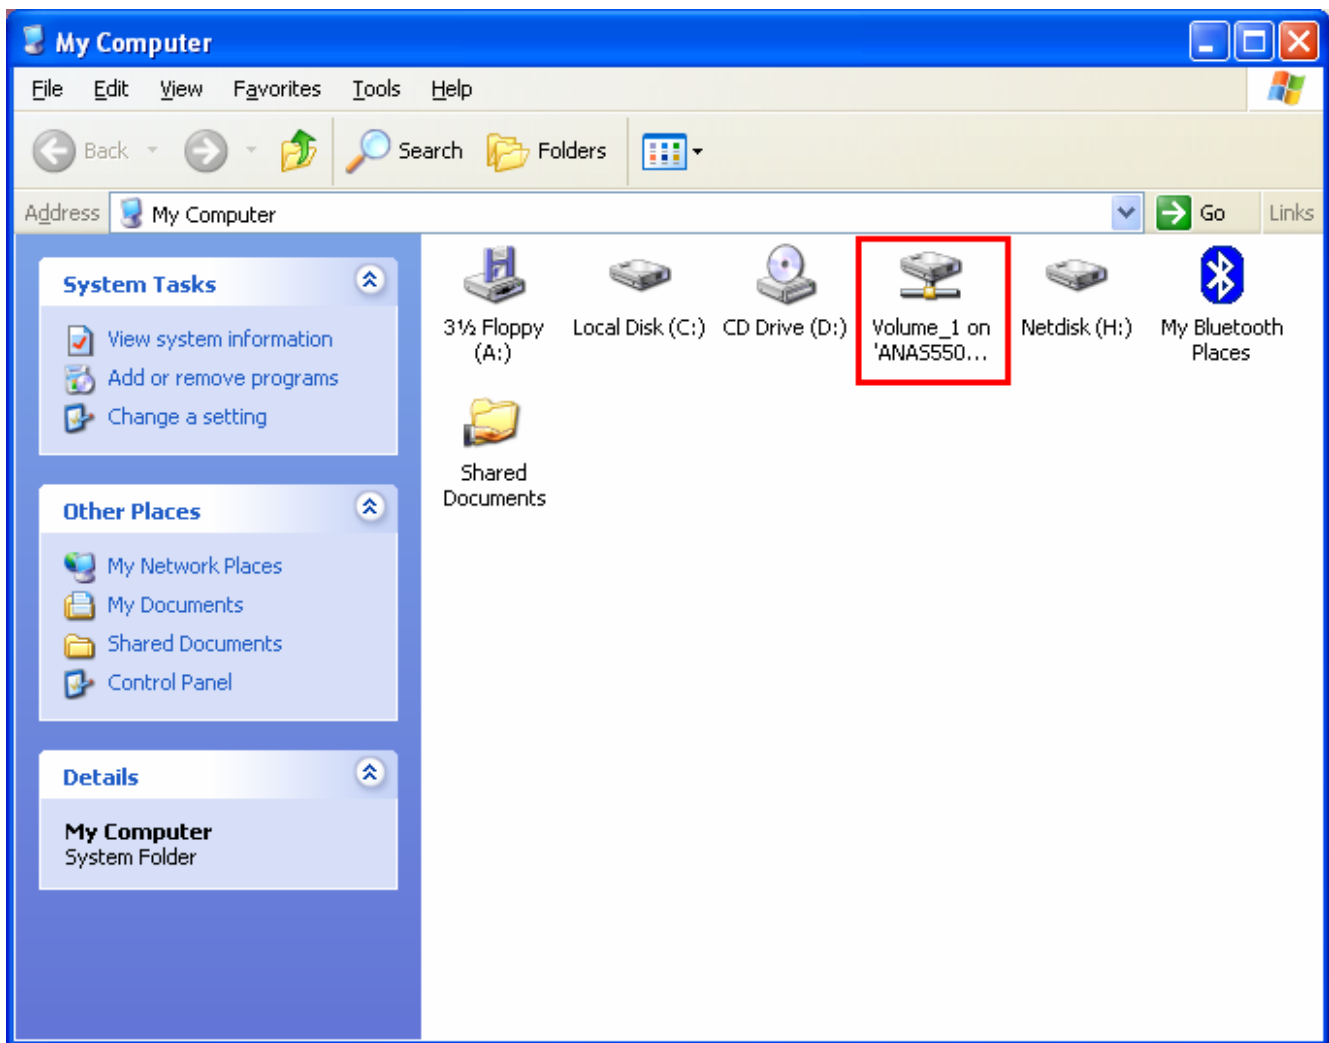 My Computer
File Edit View Favorites Tools Help
Back Search Folders
Address My Computer Go Links
System Tasks
View system information
Add or remove programs
Change a setting
Other Places
My Network Places
My Documents
Shared Documents
Control Panel
Details
My Computer
System Folder
3½ Floppy
(A:)
Local Disk (C:)
CD Drive (D:)
Volume_1 on
'ANAS550...
Netdisk (H:)
My Bluetooth
Places
Shared
Documents